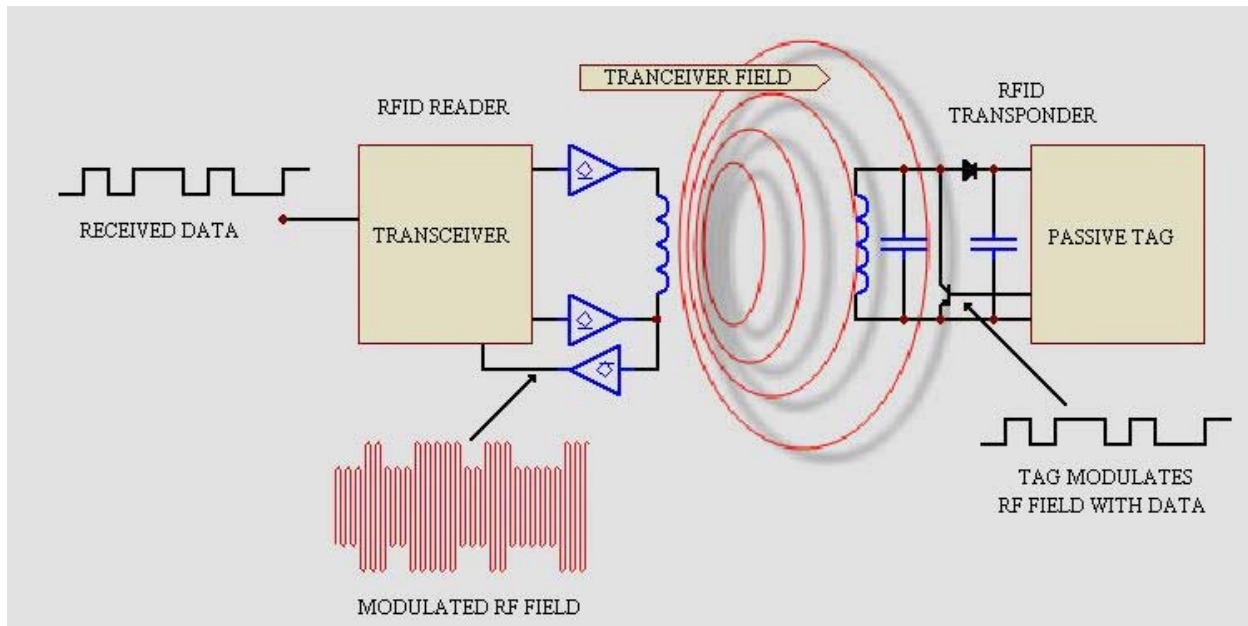 TRANCEIVER FIELD
RFID READER
RFID
TRANSPONDER
RECEIVED DATA
TRANSCEIVER
PASSIVE TAG
TAG MODULATES
RF FIELD WITH DATA
MODULATED RF FIELD